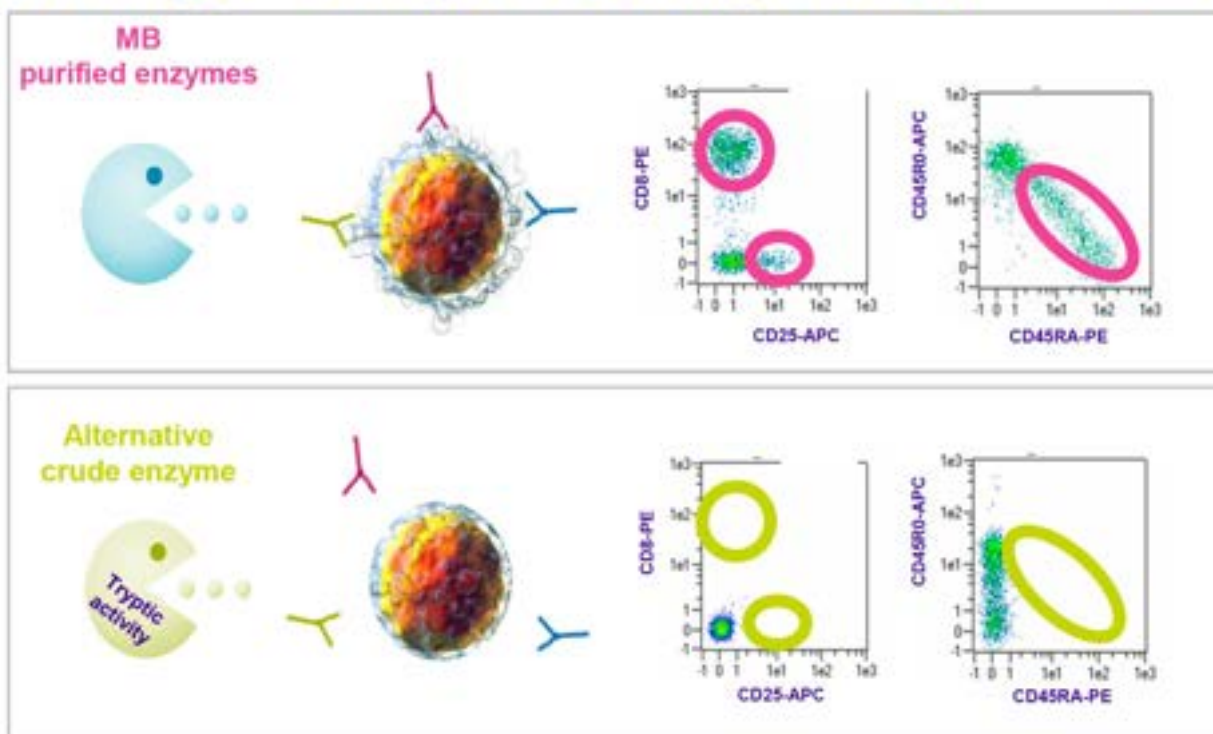 MB
purified enzymes
CD8-PE
1e3
1e2
1e1
1
0
-1
-1 0 1 1e1 1e2 1e3
CD25-APC
CD45R0-APC
1e3
1e2
1e1
1
0
-1
-1 0 1 1e1 1e2 1e3
CD45RA-PE
Alternative
crude enzyme
Tryptic
activity
CD8-PE
1e3
1e2
1e1
1
0
-1
-1 0 1 1e1 1e2 1e3
CD25-APC
CD45R0-APC
1e3
1e2
1e1
1
0
-1
-1 0 1 1e1 1e2 1e3
CD45RA-PE